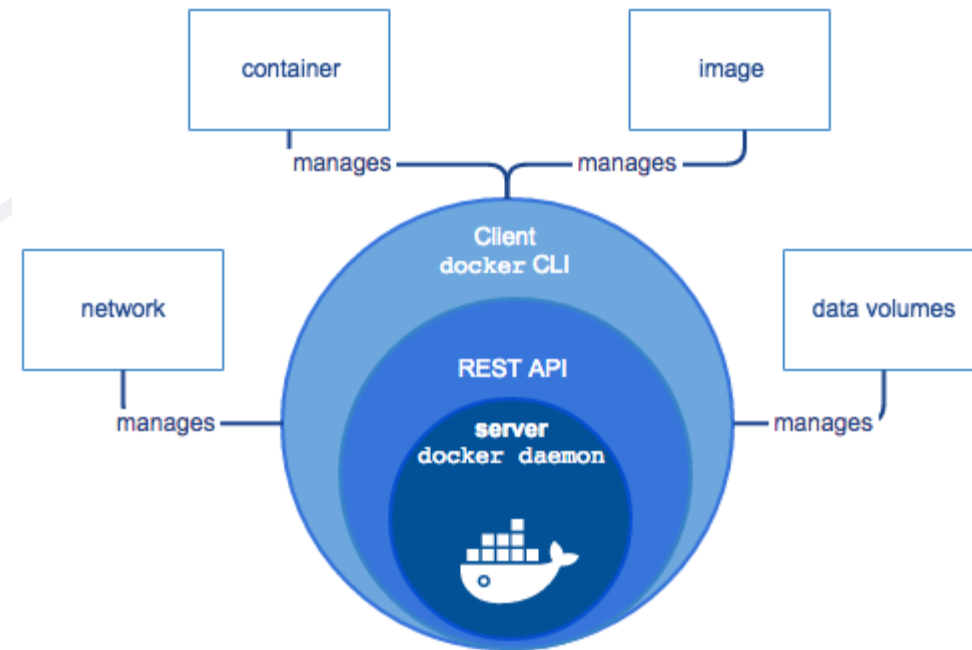 container
image
manages
manages
Client
docker CLI
network
data volumes
REST API
manages
manages
server
docker daemon